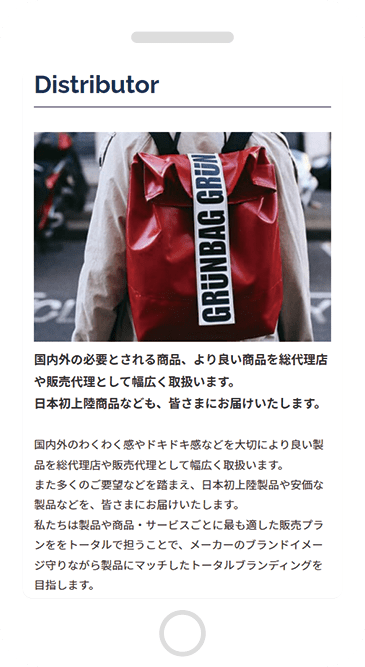 Distributor
GRÜNBAG GRÜN
国内外の必要とされる商品、より良い商品を総代理店
や販売代理として幅広く取扱います。
日本初上陸商品なども、皆さまにお届けいたします。
国内外のわくわく感やドキドキ感などを大切により良い製
品を総代理店や販売代理として幅広く取扱います。
また多くのご要望などを踏まえ、日本初上陸製品や安価な
製品などを、皆さまにお届けいたします。
私たちは製品や商品・サービスごとに最も適した販売プラ
ンををトータルで担うことで、メーカーのブランドイメー
ジ守りながら製品にマッチしたトータルブランディングを
目指します。